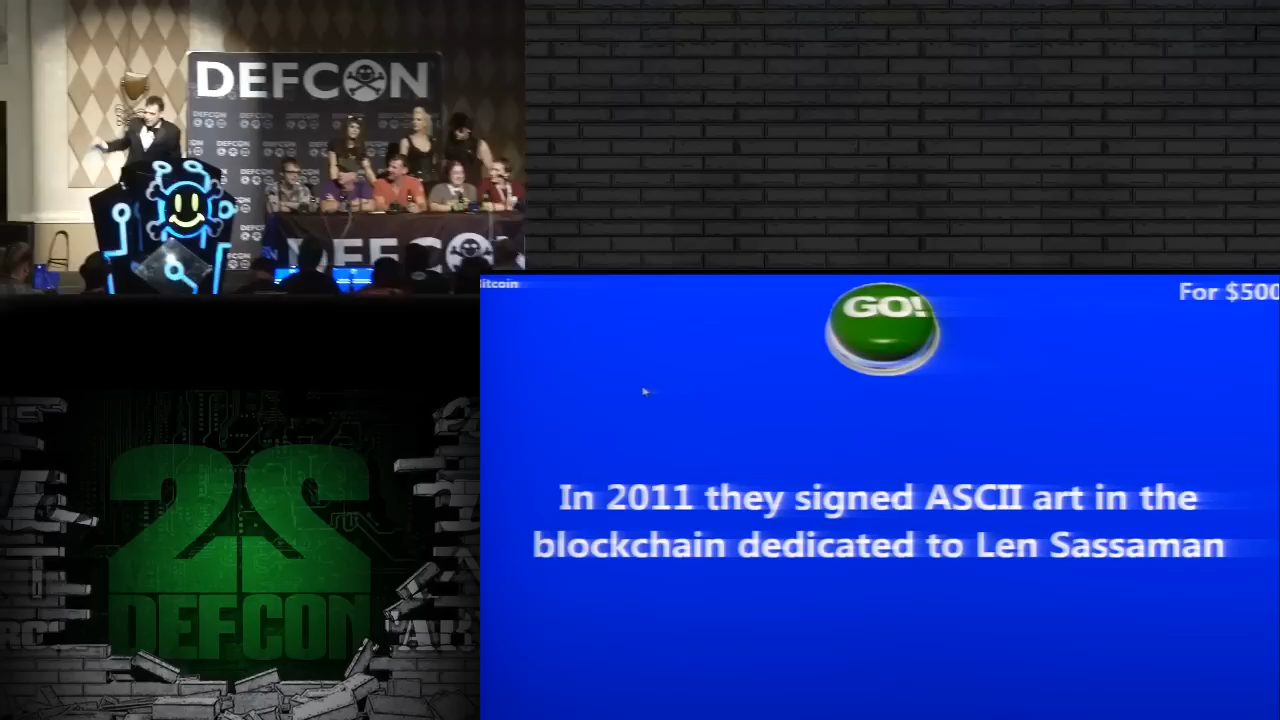 DEFCON
DEFCON
itcoin
For $500
GO!
In 2011 they signed ASCII art in the
blockchain dedicated to Len Sassaman
22
DEFCON